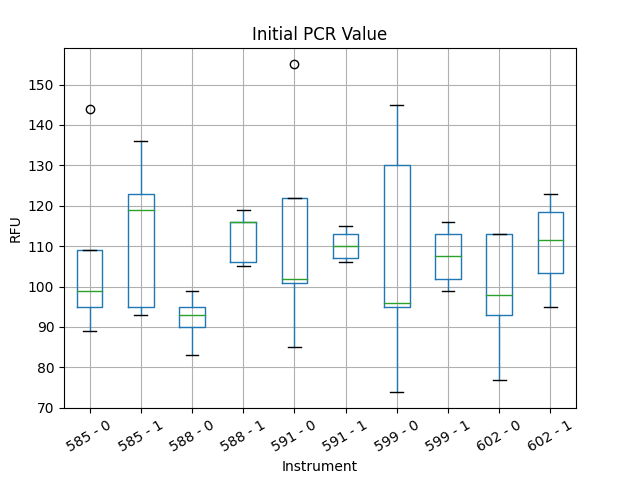 Initial PCR Value
150
140
130
120
110
100
90
80
70
RFU
585 - 0
585 - 1
588 - 0
588 - 1
591 - 0
591 - 1
599 - 0
599 - 1
602 - 0
602 - 1
Instrument